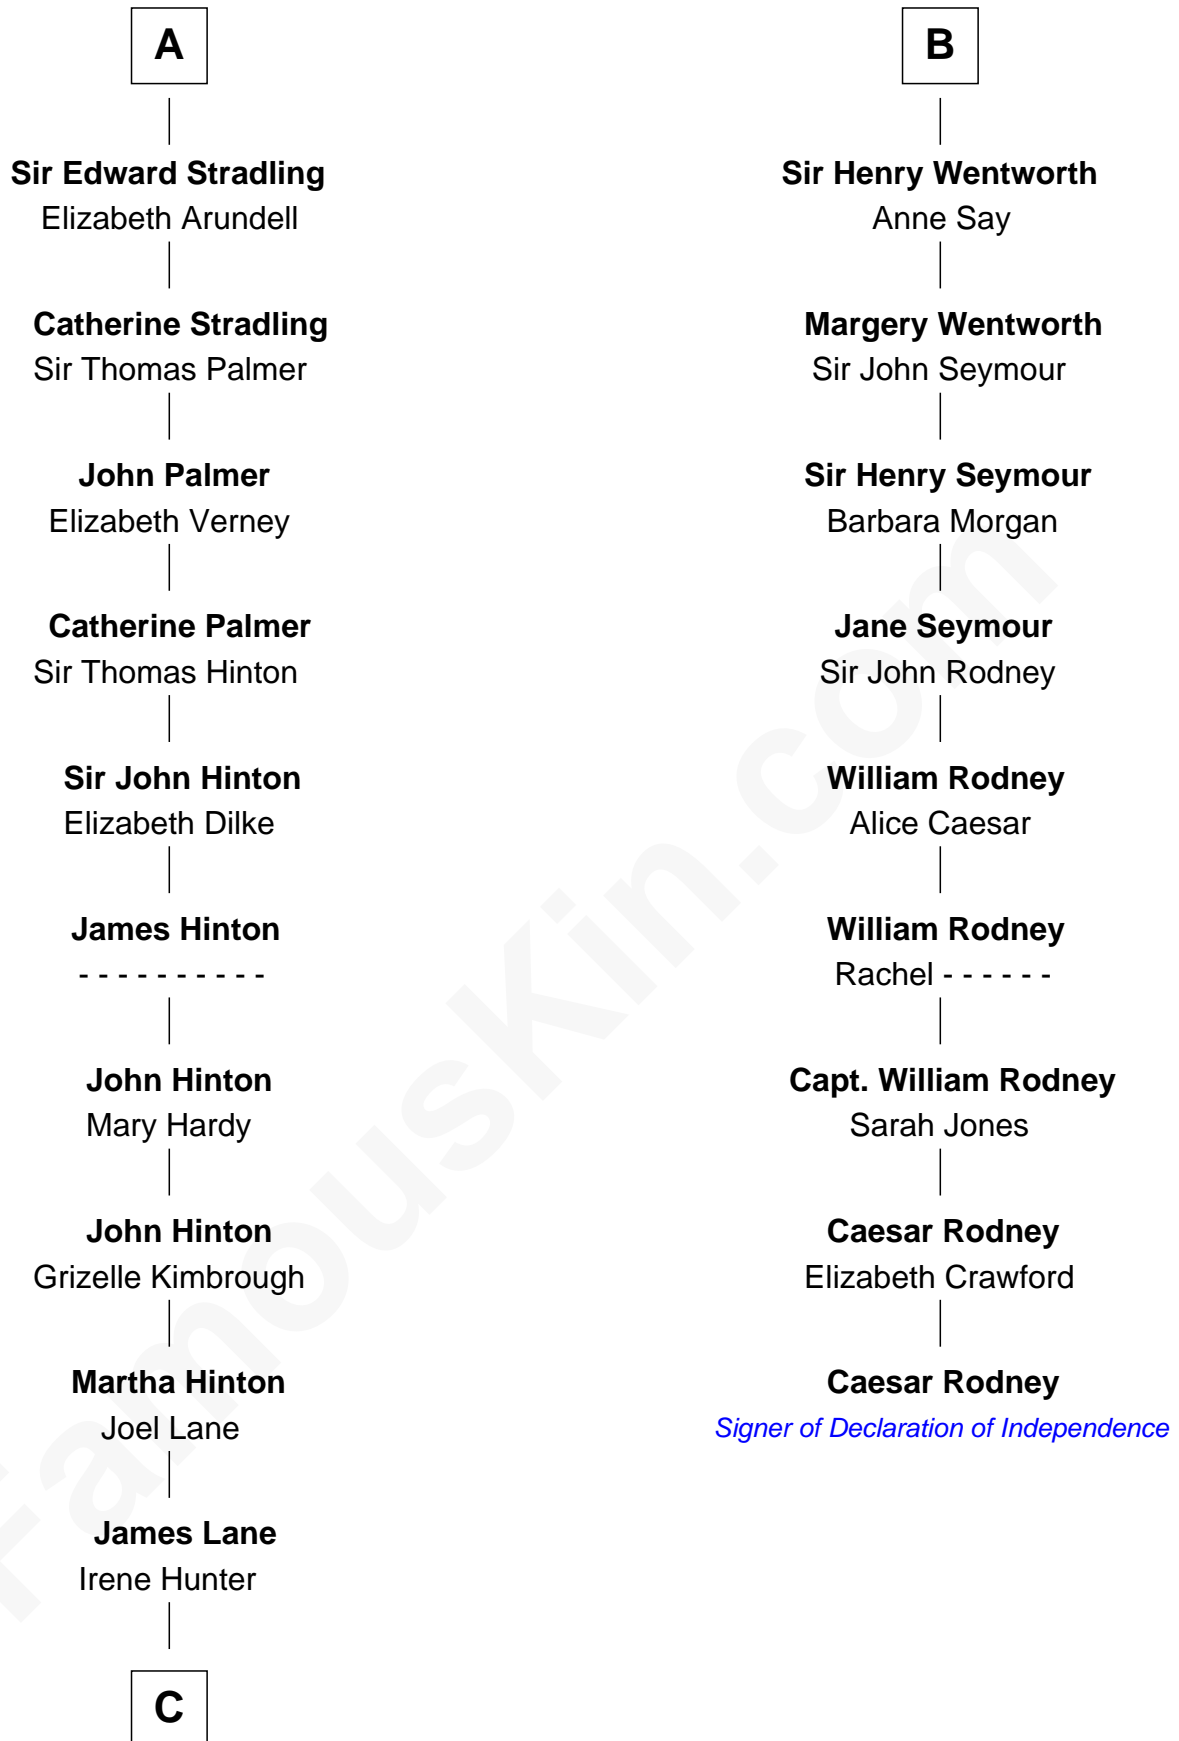 A
Sir Edward Stradling
Elizabeth Arundell
Catherine Stradling
Sir Thomas Palmer
John Palmer
Elizabeth Verney
Catherine Palmer
Sir Thomas Hinton
Sir John Hinton
Elizabeth Dilke
James Hinton
- - - - - - - - - -
John Hinton
Mary Hardy
John Hinton
Grizelle Kimbrough
Martha Hinton
Joel Lane
James Lane
Irene Hunter
C
B
Sir Henry Wentworth
Anne Say
Margery Wentworth
Sir John Seymour
Sir Henry Seymour
Barbara Morgan
Jane Seymour
Sir John Rodney
William Rodney
Alice Caesar
William Rodney
Rachel - - - - - -
Capt. William Rodney
Sarah Jones
Caesar Rodney
Elizabeth Crawford
Caesar Rodney
Signer of Declaration of Independence
FamousKin.com